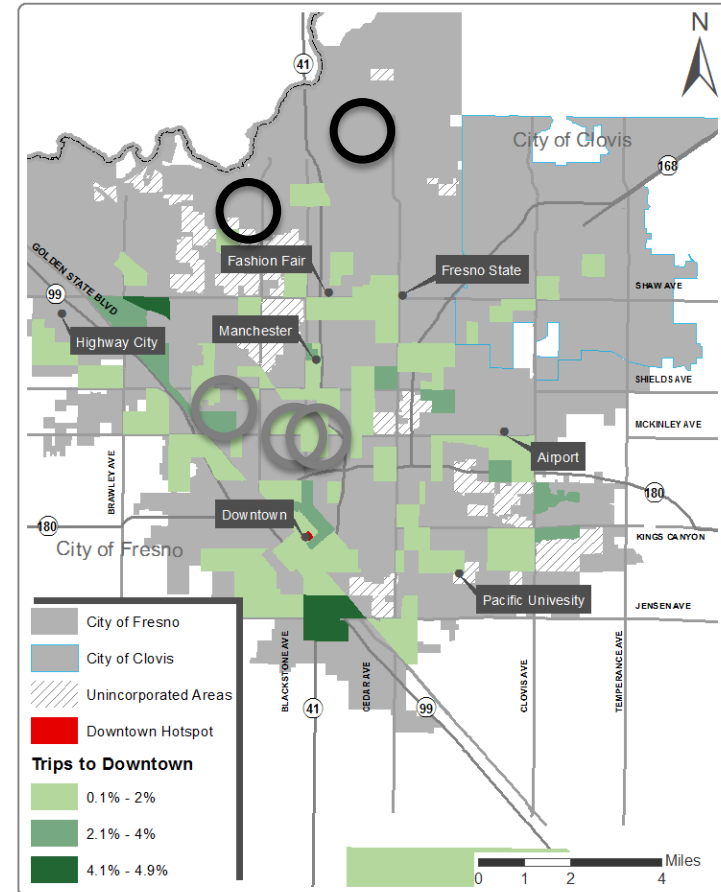 N
41
City of Clovis
168
Fashion Fair
Fresno State
GOLDEN STATE BLVD
99
SHAW AVE
Highway City
Manchester
SHIELDS AVE
MCKINLEY AVE
Airport
BRAWLEY AVE
180
Downtown
180
KINGS CANYON
City of Fresno
Pacific Univesity
JENSEN AVE
BLACKSTONE AVE
CEDAR AVE
CLOVIS AVE
TEMPERANCE AVE
41
99
City of Fresno
City of Clovis
Unincorporated Areas
Downtown Hotspot
Trips to Downtown
0.1% - 2%
2.1% - 4%
4.1% - 4.9%
Miles
0 1 2 4